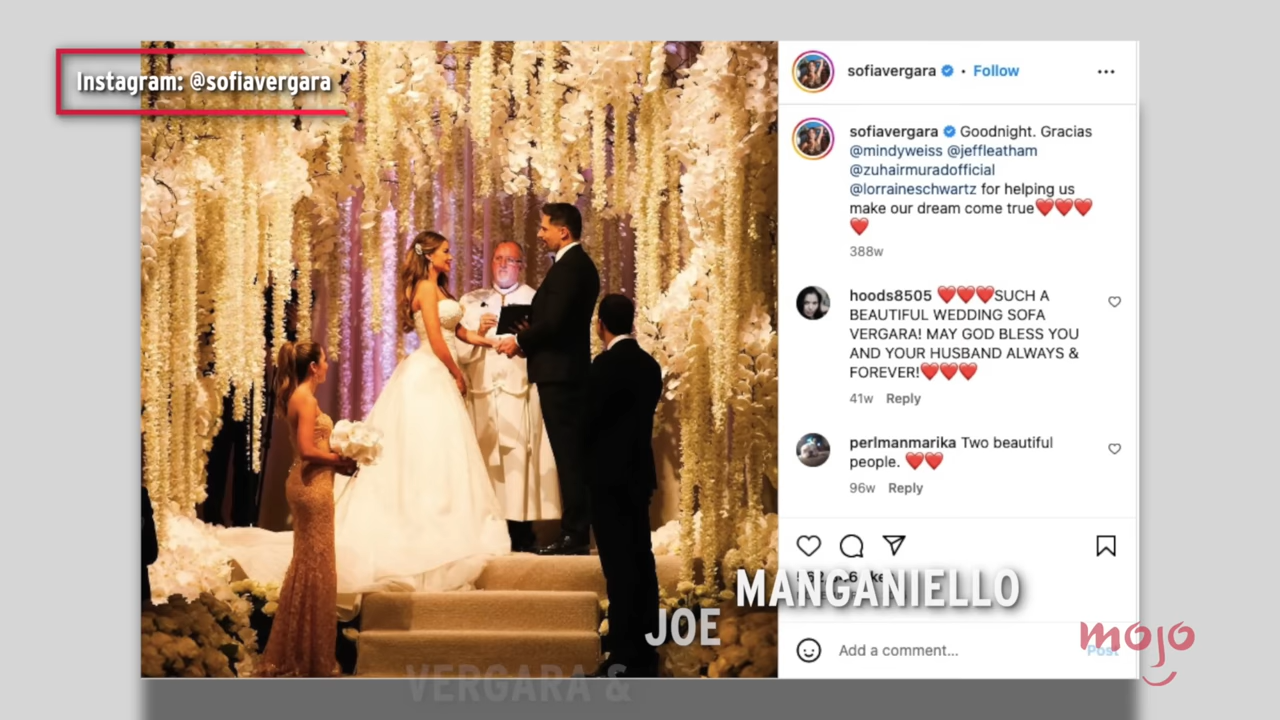 Instagram: @sofiavergara
sofiavergara • Follow
sofiavergara Goodnight. Gracias
@mindyweiss @jeffleatham
@zuhairmuradofficial
@lorraineschwartz for helping us
make our dream come true❤️❤️❤️
❤️
388w
hoods8505 ❤️❤️❤️SUCH A
BEAUTIFUL WEDDING SOFA
VERGARA! MAY GOD BLESS YOU
AND YOUR HUSBAND ALWAYS &
FOREVER!❤️❤️❤️
41w Reply
perlmanmarika Two beautiful
people. ❤️❤️
96w Reply
MANGANIELLO
JOE
VERGARA &
Add a comment...
Post
mojo